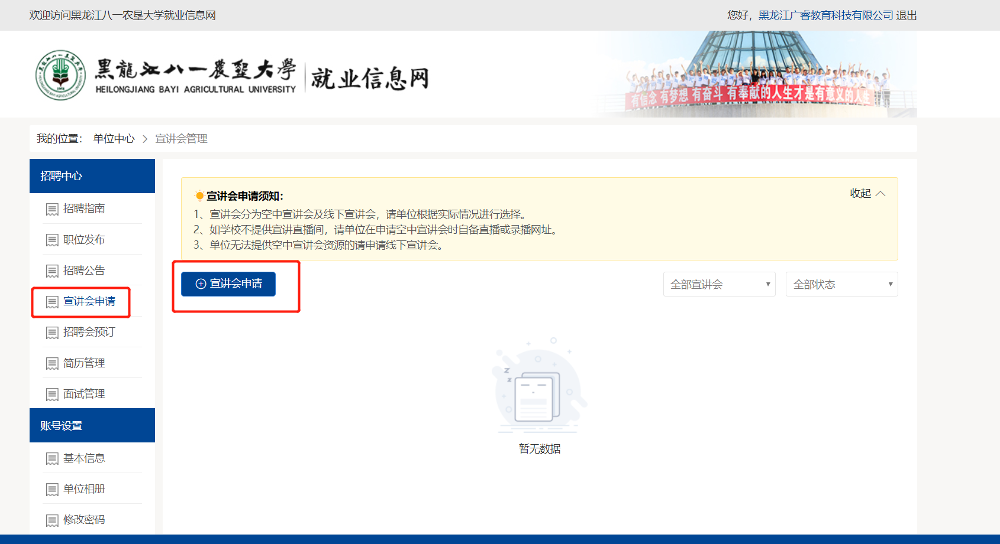 欢迎访问黑龙江八一农垦大学就业信息网
您好，黑龙江广睿教育科技有限公司 退出
黑龍江八一農墾大學
HEILONGJIANG BAYI AGRICULTURAL UNIVERSITY
就业信息网
有信念 有梦想 有奋斗 有奉献的人生才是有意义的人生
我的位置： 单位中心 > 宣讲会管理
招聘中心
招聘指南
职位发布
招聘公告
宣讲会申请
招聘会预订
简历管理
面试管理
账号设置
基本信息
单位相册
修改密码
宣讲会申请须知：
收起
1、宣讲会分为空中宣讲会及线下宣讲会，请单位根据实际情况进行选择。
2、如学校不提供宣讲直播间，请单位在申请空中宣讲会时自备直播或录播网址。
3、单位无法提供空中宣讲会资源的请申请线下宣讲会。
宣讲会申请
全部宣讲会
全部状态
暂无数据